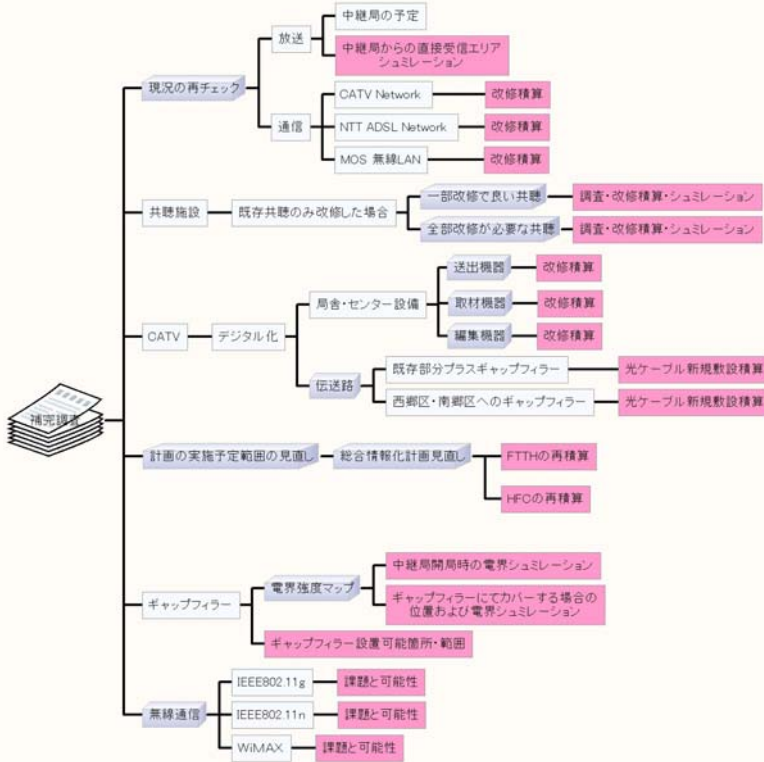 補完調査
現況の再チェック
放送
中継局の予定
中継局からの直接受信エリア
シュミレーション
通信
CATV Network
改修積算
NTT ADSL Network
改修積算
MOS 無線LAN
改修積算
共聴施設
既存共聴のみ改修した場合
一部改修で良い共聴
調査・改修積算・シュミレーション
全部改修が必要な共聴
調査・改修積算・シュミレーション
CATV
デジタル化
局舎・センター設備
送出機器
改修積算
取材機器
改修積算
編集機器
改修積算
伝送路
既存部分プラスギャップフィラー
光ケーブル新規敷設積算
西郷区・南郷区へのギャップフィラー
光ケーブル新規敷設積算
計画の実施予定範囲の見直し
総合情報化計画見直し
FTTHの再積算
HFCの再積算
ギャップフィラー
電界強度マップ
中継局開局時の電界シュミレーション
ギャップフィラーにてカバーする場合の
位置および電界シュミレーション
ギャップフィラー設置可能箇所・範囲
無線通信
IEEE802.11g
課題と可能性
IEEE802.11n
課題と可能性
WiMAX
課題と可能性